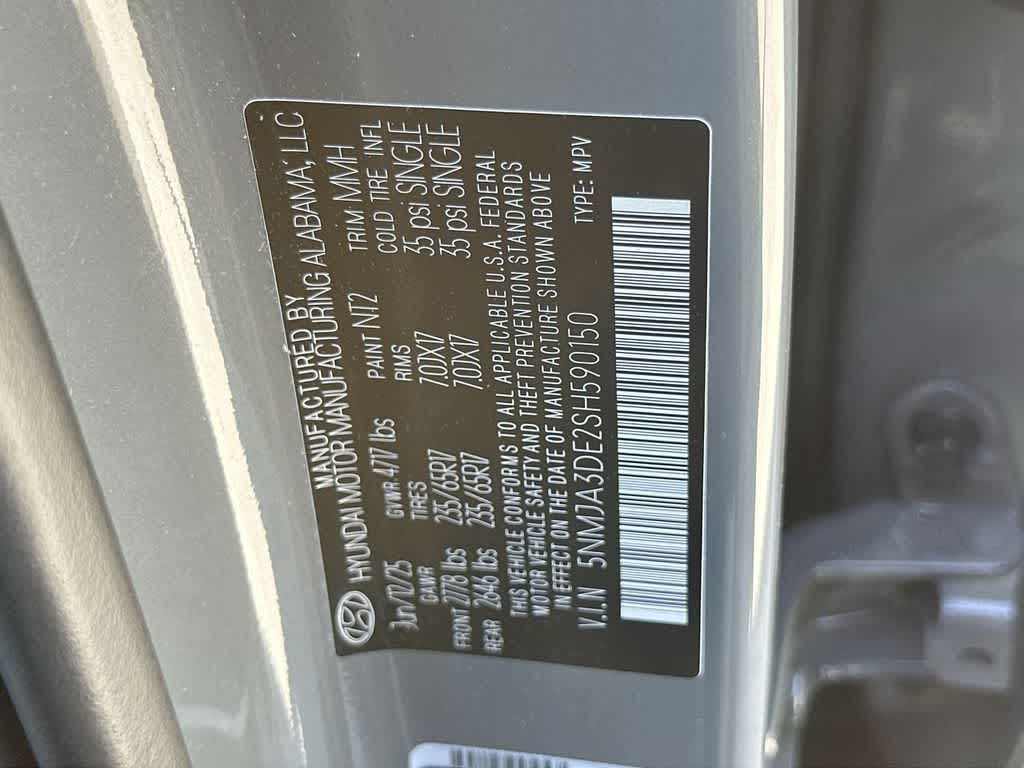 MANUFACTURED BY
HYUNDAI MOTOR MANUFACTURING ALABAMA, LLC
Jun/12/25 GVWR 4717 lbs PAINT NT2 TRIM MMH
GAWR TIRES RMS COLD TIRE INFL
FRONT 2778 lbs 235/65R17 7.0JX17 35 psi SINGLE
REAR 2646 lbs 235/65R17 7.0JX17 35 psi SINGLE
THIS VEHICLE CONFORMS TO ALL APPLICABLE U.S.A. FEDERAL
MOTOR VEHICLE SAFETY AND THEFT PREVENTION STANDARDS
IN EFFECT ON THE DATE OF MANUFACTURE SHOWN ABOVE
V.I.N 5NMJA3DE2SH590150 TYPE: MPV